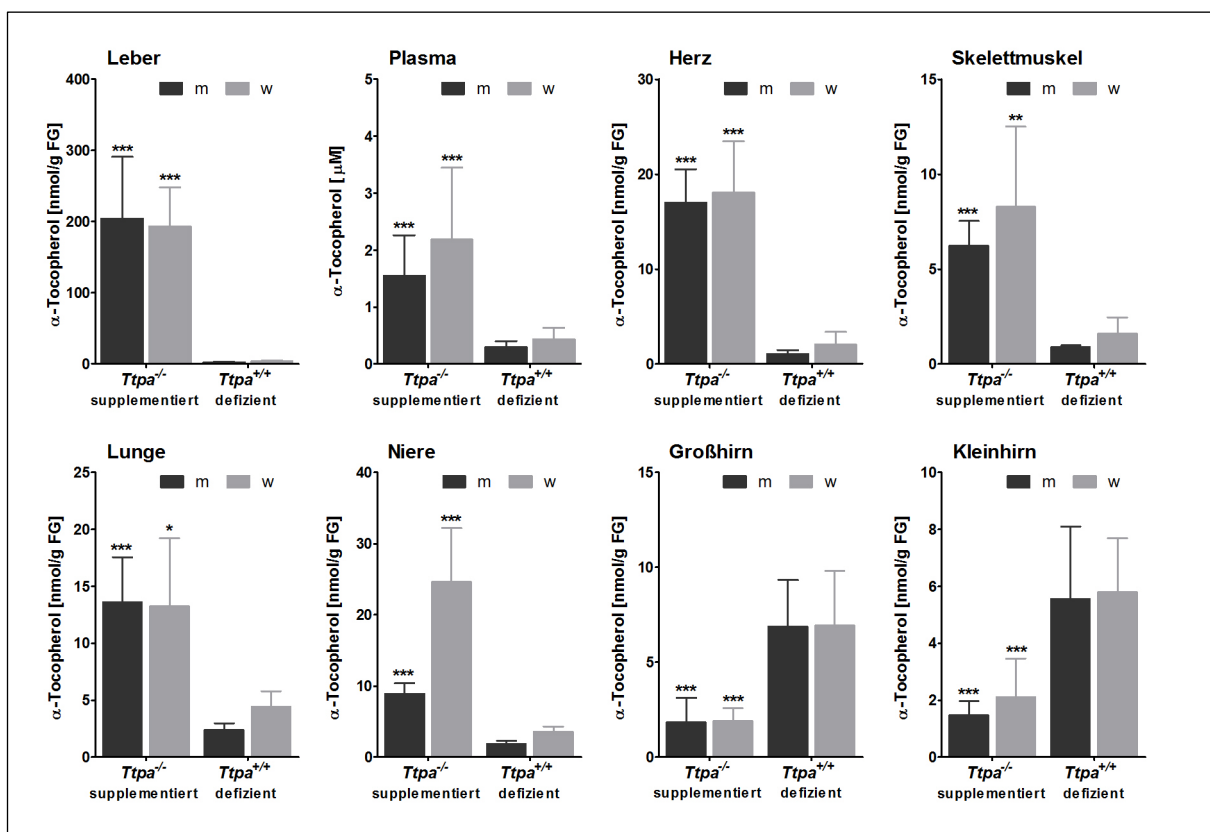 Leber
m w
α-Tocopherol [nmol/g FG]
400
300
200
100
0
*** ***
Ttpa-/- Ttpa+/+
supplementiert defizient
Plasma
m w
α-Tocopherol [ µM]
5
4
3
2
1
0
*** ***
Ttpa-/- Ttpa+/+
supplementiert defizient
Herz
m w
α-Tocopherol [nmol/g FG]
30
20
10
0
*** ***
Ttpa-/- Ttpa+/+
supplementiert defizient
Skelettmuskel
m w
α-Tocopherol [nmol/g FG]
15
10
5
0
*** **
Ttpa-/- Ttpa+/+
supplementiert defizient
Lunge
m w
α-Tocopherol [nmol/g FG]
25
20
15
10
5
0
*** *
Ttpa-/- Ttpa+/+
supplementiert defizient
Niere
m w
α-Tocopherol [nmol/g FG]
40
30
20
10
0
*** ***
Ttpa-/- Ttpa+/+
supplementiert defizient
Großhirn
m w
α-Tocopherol [nmol/g FG]
15
10
5
0
*** ***
Ttpa-/- Ttpa+/+
supplementiert defizient
Kleinhirn
m w
α-Tocopherol [nmol/g FG]
10
8
6
4
2
0
*** ***
Ttpa-/- Ttpa+/+
supplementiert defizient